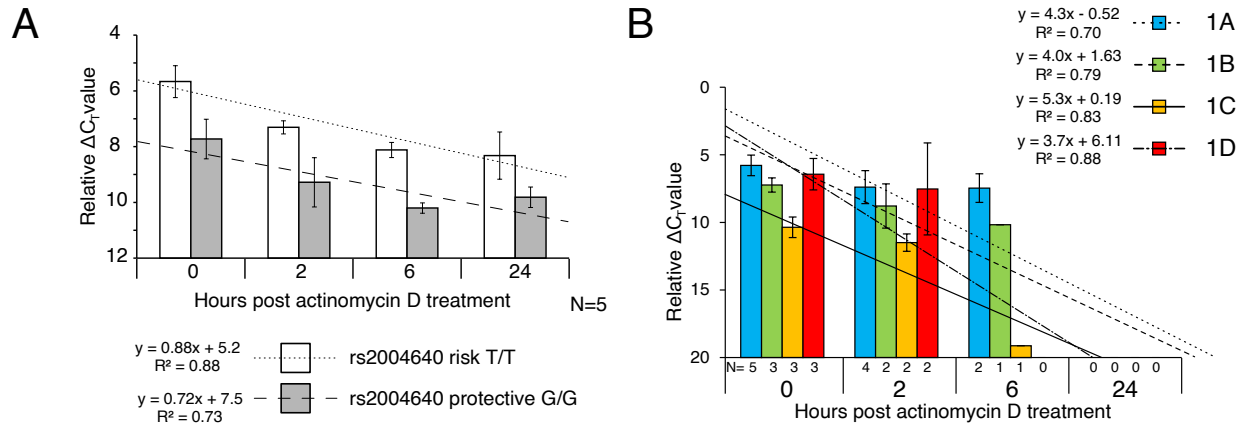 A
Relative ΔCTvalue
4
6
8
10
12
0 2 6 24
Hours post actinomycin D treatment
N=5
y = 0.88x + 5.2
R² = 0.88
rs2004640 risk T/T
y = 0.72x + 7.5
R² = 0.73
rs2004640 protective G/G
B
y = 4.3x - 0.52
R² = 0.70
1A
y = 4.0x + 1.63
R² = 0.79
1B
y = 5.3x + 0.19
R² = 0.83
1C
y = 3.7x + 6.11
R² = 0.88
1D
Relative ΔCTvalue
0
5
10
15
20
N= 5 3 3 3 4 2 2 2 2 1 1 0 0 0 0 0
0 2 6 24
Hours post actinomycin D treatment